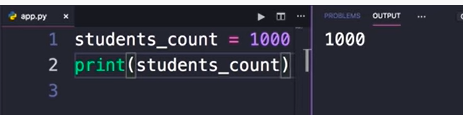 app.py
PROBLEMS OUTPUT ...
1 students_count = 1000
2 print(students_count)
3
1000